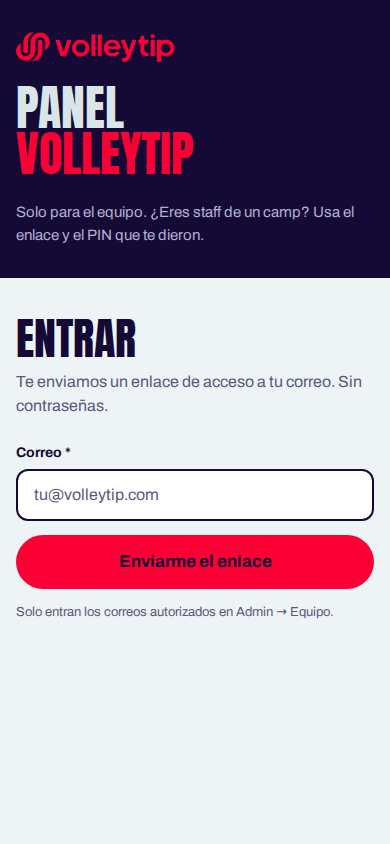 volleytip
PANEL
VOLLEYTIP
Solo para el equipo. ¿Eres staff de un camp? Usa el
enlace y el PIN que te dieron.
ENTRAR
Te enviamos un enlace de acceso a tu correo. Sin
contraseñas.
Correo *
tu@volleytip.com
Enviarme el enlace
Solo entran los correos autorizados en Admin → Equipo.